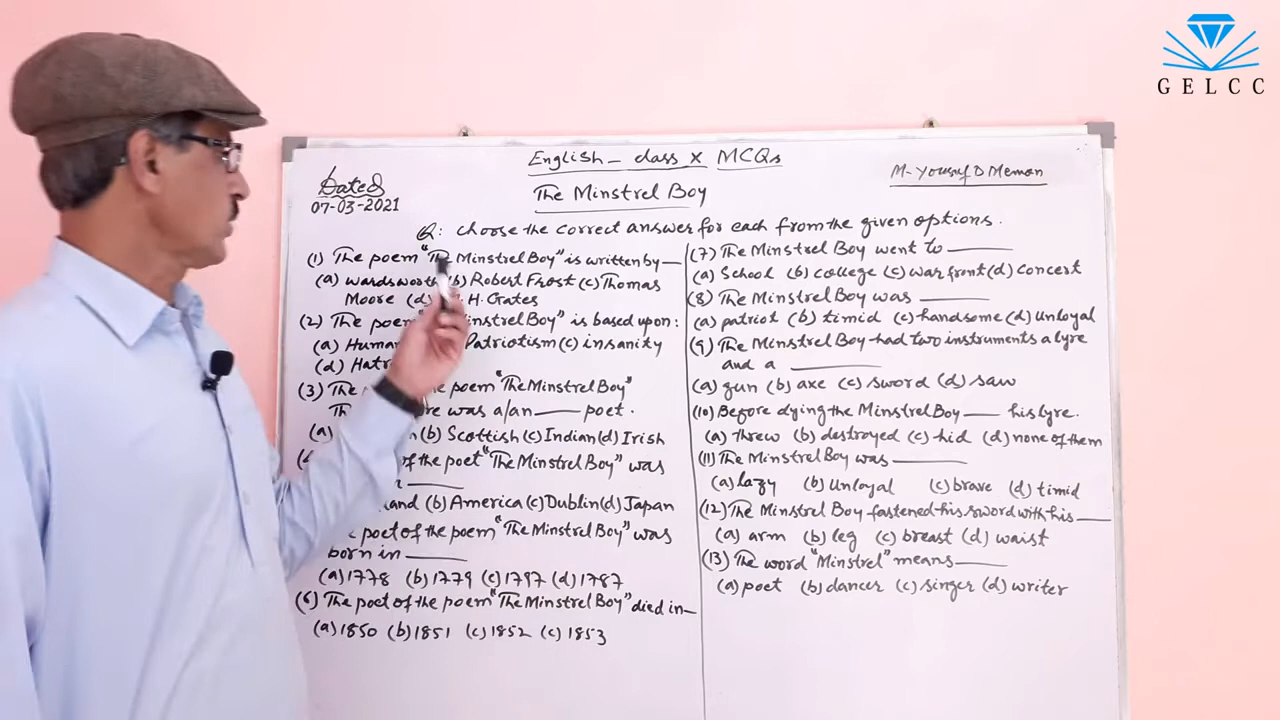 GELCC
English - class X MCQs
M. Yousuf D Memon
Dated
07-03-2021
The Minstrel Boy
Q: choose the correct answer for each from the given options.
(1) The poem "The Minstrel Boy" is written by
(a) wardsworth (b) Robert Frost (c) Thomas
Moore (d) H. Gates
(2) The poem " Minstrel Boy" is based upon:
(a) Patriotism (c) insanity
(d)
(3) The poem "The Minstrel Boy"
was a/an poet.
(a) (b) Scottish (c) Indian (d) Irish
of the poet "The Minstrel Boy" was
(b) America (c) Dublin (d) Japan
poet of the poem "The Minstrel Boy" was
born in
(a) 1778 (b) 1779 (c) 1797 (d) 1787
(6) The poet of the poem "The Minstrel Boy" died in
(a) 1850 (b) 1851 (c) 1852 (c) 1853
(7) The Minstrel Boy went to
(a) School (b) college (c) war front (d) concert
(8) The Minstrel Boy was
(a) patriot (b) timid (c) handsome (d) unloyal
(9) The Minstrel Boy had two instruments a lyre
and a
(a) gun (b) axe (c) sword (d) saw
(10) Before dying the Minstrel Boy his lyre.
(a) threw (b) destroyed (c) hid (d) none of them
(11) The Minstrel Boy was
(a) lazy (b) unloyal (c) brave (d) timid
(12) The Minstrel Boy fastened his sword with his
(a) arm (b) leg (c) breast (d) waist
(13) The word "Minstrel" means
(a) poet (b) dancer (c) singer (d) writer